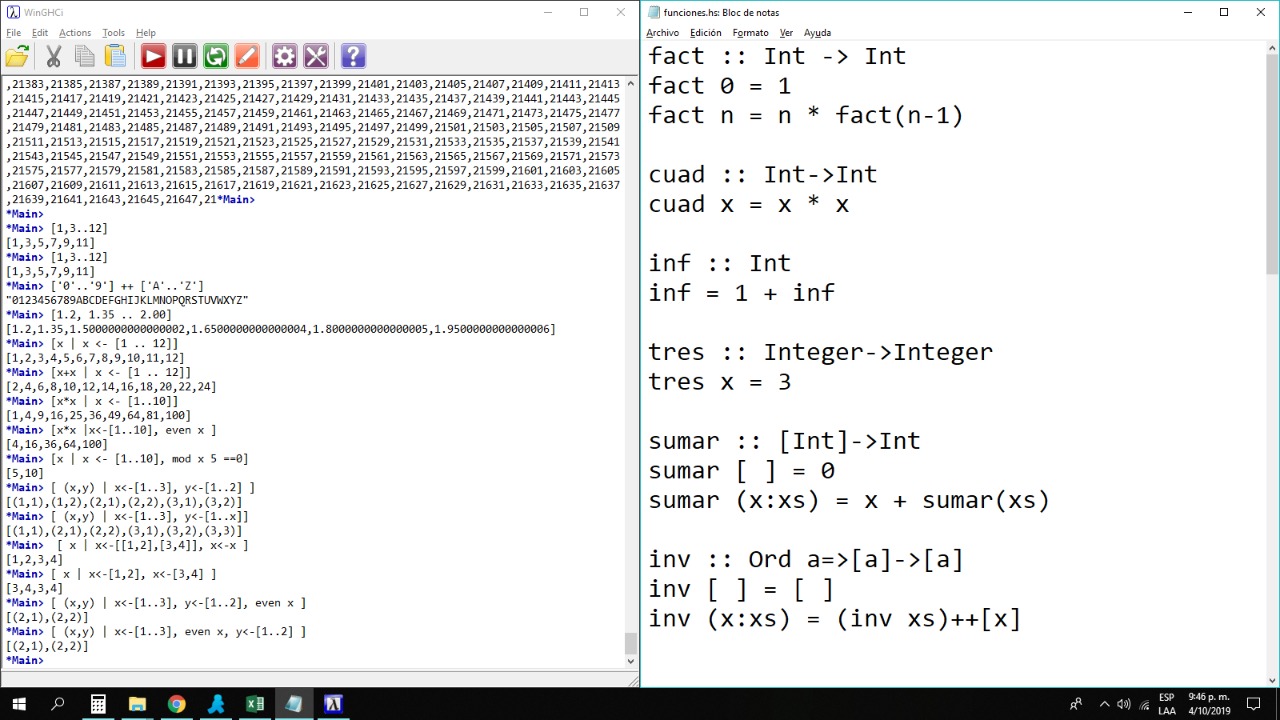 WinGHCi
File Edit Actions Tools Help
,21383,21385,21387,21389,21391,21393,21395,21397,21399,21401,21403,21405,21407,21409,21411,21413
,21415,21417,21419,21421,21423,21425,21427,21429,21431,21433,21435,21437,21439,21441,21443,21445
,21447,21449,21451,21453,21455,21457,21459,21461,21463,21465,21467,21469,21471,21473,21475,21477
,21479,21481,21483,21485,21487,21489,21491,21493,21495,21497,21499,21501,21503,21505,21507,21509
,21511,21513,21515,21517,21519,21521,21523,21525,21527,21529,21531,21533,21535,21537,21539,21541
,21543,21545,21547,21549,21551,21553,21555,21557,21559,21561,21563,21565,21567,21569,21571,21573
,21575,21577,21579,21581,21583,21585,21587,21589,21591,21593,21595,21597,21599,21601,21603,21605
,21607,21609,21611,21613,21615,21617,21619,21621,21623,21625,21627,21629,21631,21633,21635,21637
,21639,21641,21643,21645,21647,21*Main>
*Main>
*Main> [1,3..12]
[1,3,5,7,9,11]
*Main> [1,3..12]
[1,3,5,7,9,11]
*Main> ['0'..'9'] ++ ['A'..'Z']
"0123456789ABCDEFGHIJKLMNOPQRSTUVWXYZ"
*Main> [1.2, 1.35 .. 2.00]
[1.2,1.35,1.5000000000000002,1.6500000000000004,1.8000000000000005,1.9500000000000006]
*Main> [x | x <- [1 .. 12]]
[1,2,3,4,5,6,7,8,9,10,11,12]
*Main> [x+x | x <- [1 .. 12]]
[2,4,6,8,10,12,14,16,18,20,22,24]
*Main> [x*x | x <- [1..10]]
[1,4,9,16,25,36,49,64,81,100]
*Main> [x*x |x<-[1..10], even x ]
[4,16,36,64,100]
*Main> [x | x <- [1..10], mod x 5 ==0]
[5,10]
*Main> [ (x,y) | x<-[1..3], y<-[1..2] ]
[(1,1),(1,2),(2,1),(2,2),(3,1),(3,2)]
*Main> [ (x,y) | x<-[1..3], y<-[1..x]]
[(1,1),(2,1),(2,2),(3,1),(3,2),(3,3)]
*Main>  [ x | x<-[[1,2],[3,4]], x<-x ]
[1,2,3,4]
*Main> [ x | x<-[1,2], x<-[3,4] ]
[3,4,3,4]
*Main> [ (x,y) | x<-[1..3], y<-[1..2], even x ]
[(2,1),(2,2)]
*Main> [ (x,y) | x<-[1..3], even x, y<-[1..2] ]
[(2,1),(2,2)]
*Main>
funciones.hs: Bloc de notas
Archivo Edición Formato Ver Ayuda
fact :: Int -> Int
fact 0 = 1
fact n = n * fact(n-1)
cuad :: Int->Int
cuad x = x * x
inf :: Int
inf = 1 + inf
tres :: Integer->Integer
tres x = 3
sumar :: [Int]->Int
sumar [ ] = 0
sumar (x:xs) = x + sumar(xs)
inv :: Ord a=>[a]->[a]
inv [ ] = [ ]
inv (x:xs) = (inv xs)++[x]
ESP
LAA
9:46 p. m.
4/10/2019